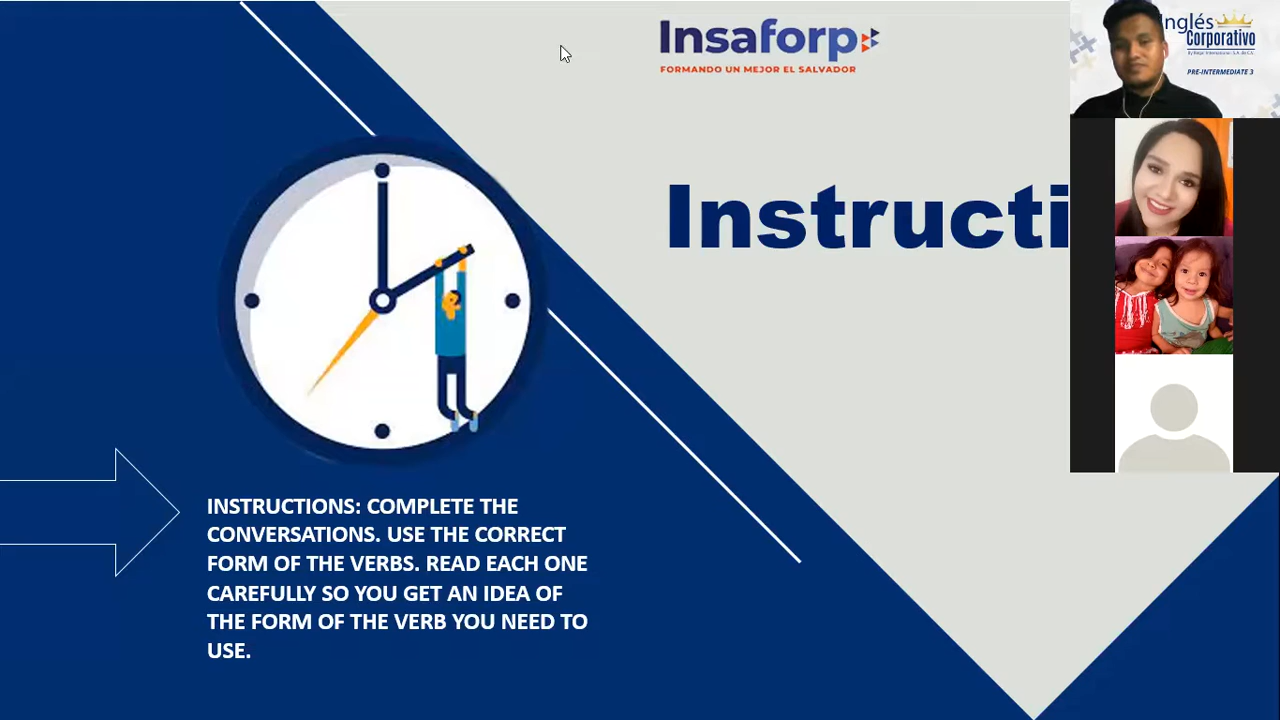 Insaforp
FORMANDO UN MEJOR EL SALVADOR
Inglés
Corporativo
PRE-INTERMEDIATE 3
Instructi
INSTRUCTIONS: COMPLETE THE
CONVERSATIONS. USE THE CORRECT
FORM OF THE VERBS. READ EACH ONE
CAREFULLY SO YOU GET AN IDEA OF
THE FORM OF THE VERB YOU NEED TO
USE.